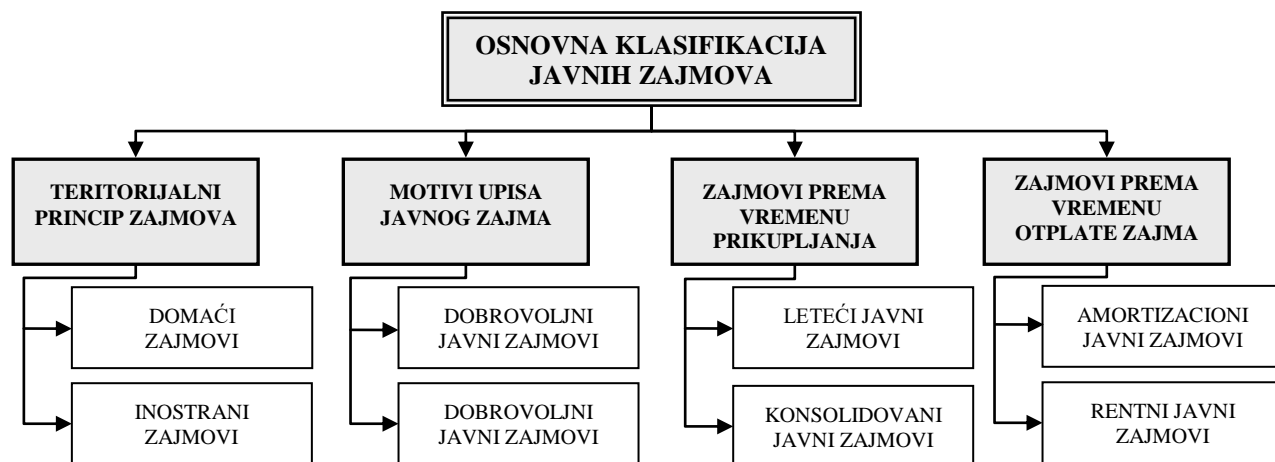 OSNOVNA KLASIFIKACIJA
JAVNIH ZAJMOVA
TERITORIJALNI
PRINCIP ZAJMOVA
DOMAĆI
ZAJMOVI
INOSTRANI
ZAJMOVI
MOTIVI UPISA
JAVNOG ZAJMA
DOBROVOLJNI
JAVNI ZAJMOVI
DOBROVOLJNI
JAVNI ZAJMOVI
ZAJMOVI PREMA
VREMENU
PRIKUPLJANJA
LETEĆI JAVNI
ZAJMOVI
KONSOLIDOVANI
JAVNI ZAJMOVI
ZAJMOVI PREMA
VREMENU
OTPLATE ZAJMA
AMORTIZACIONI
JAVNI ZAJMOVI
RENTNI JAVNI
ZAJMOVI